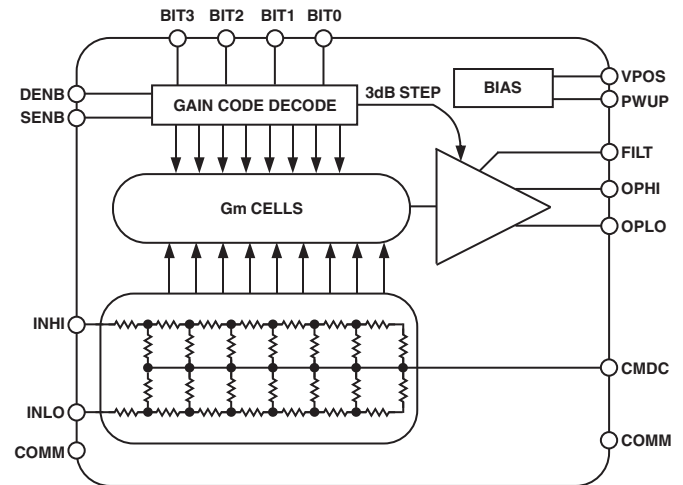 BIT3 BIT2 BIT1 BIT0
DENB
SENB
GAIN CODE DECODE
3dB STEP
BIAS
VPOS
PWUP
FILT
OPHI
OPLO
Gm CELLS
INHI
INLO
COMM
CMDC
COMM